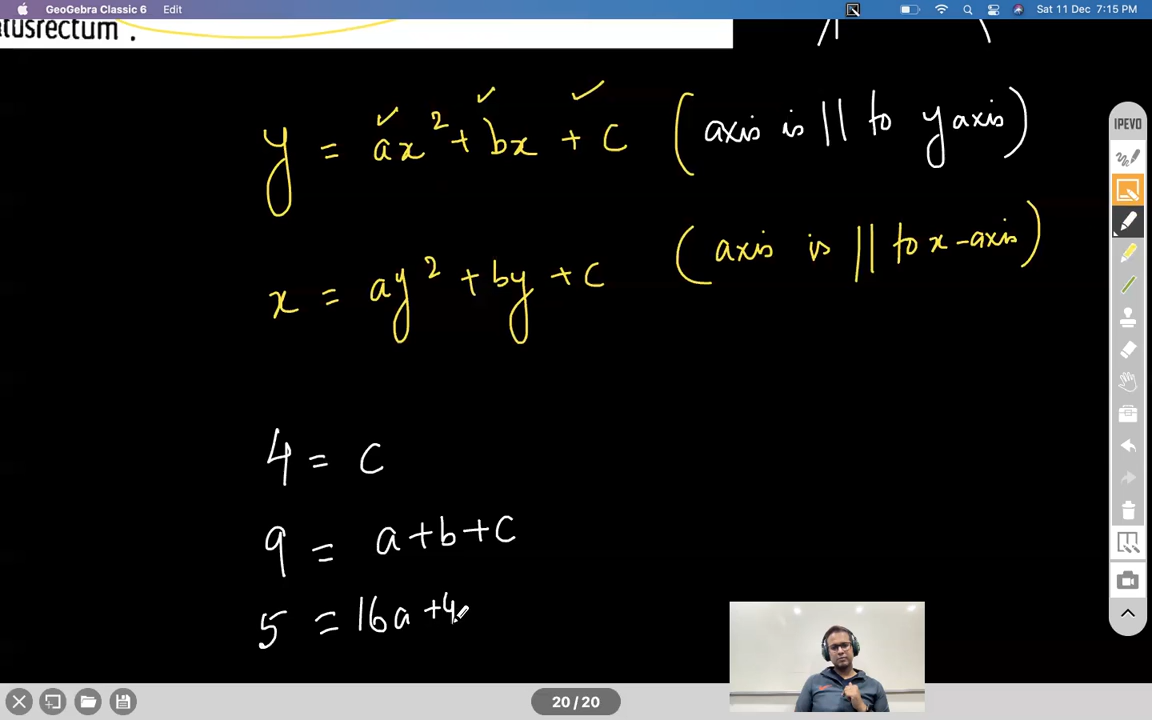 GeoGebra Classic 6 Edit Sat 11 Dec 7:15 PM
tusrectum .
y = ax² + bx + c (axis is || to y axis)
x = ay² + by + c (axis is || to x-axis)
4 = c
9 = a+b+c
5 = 16a +4
IPEVO
20 / 20